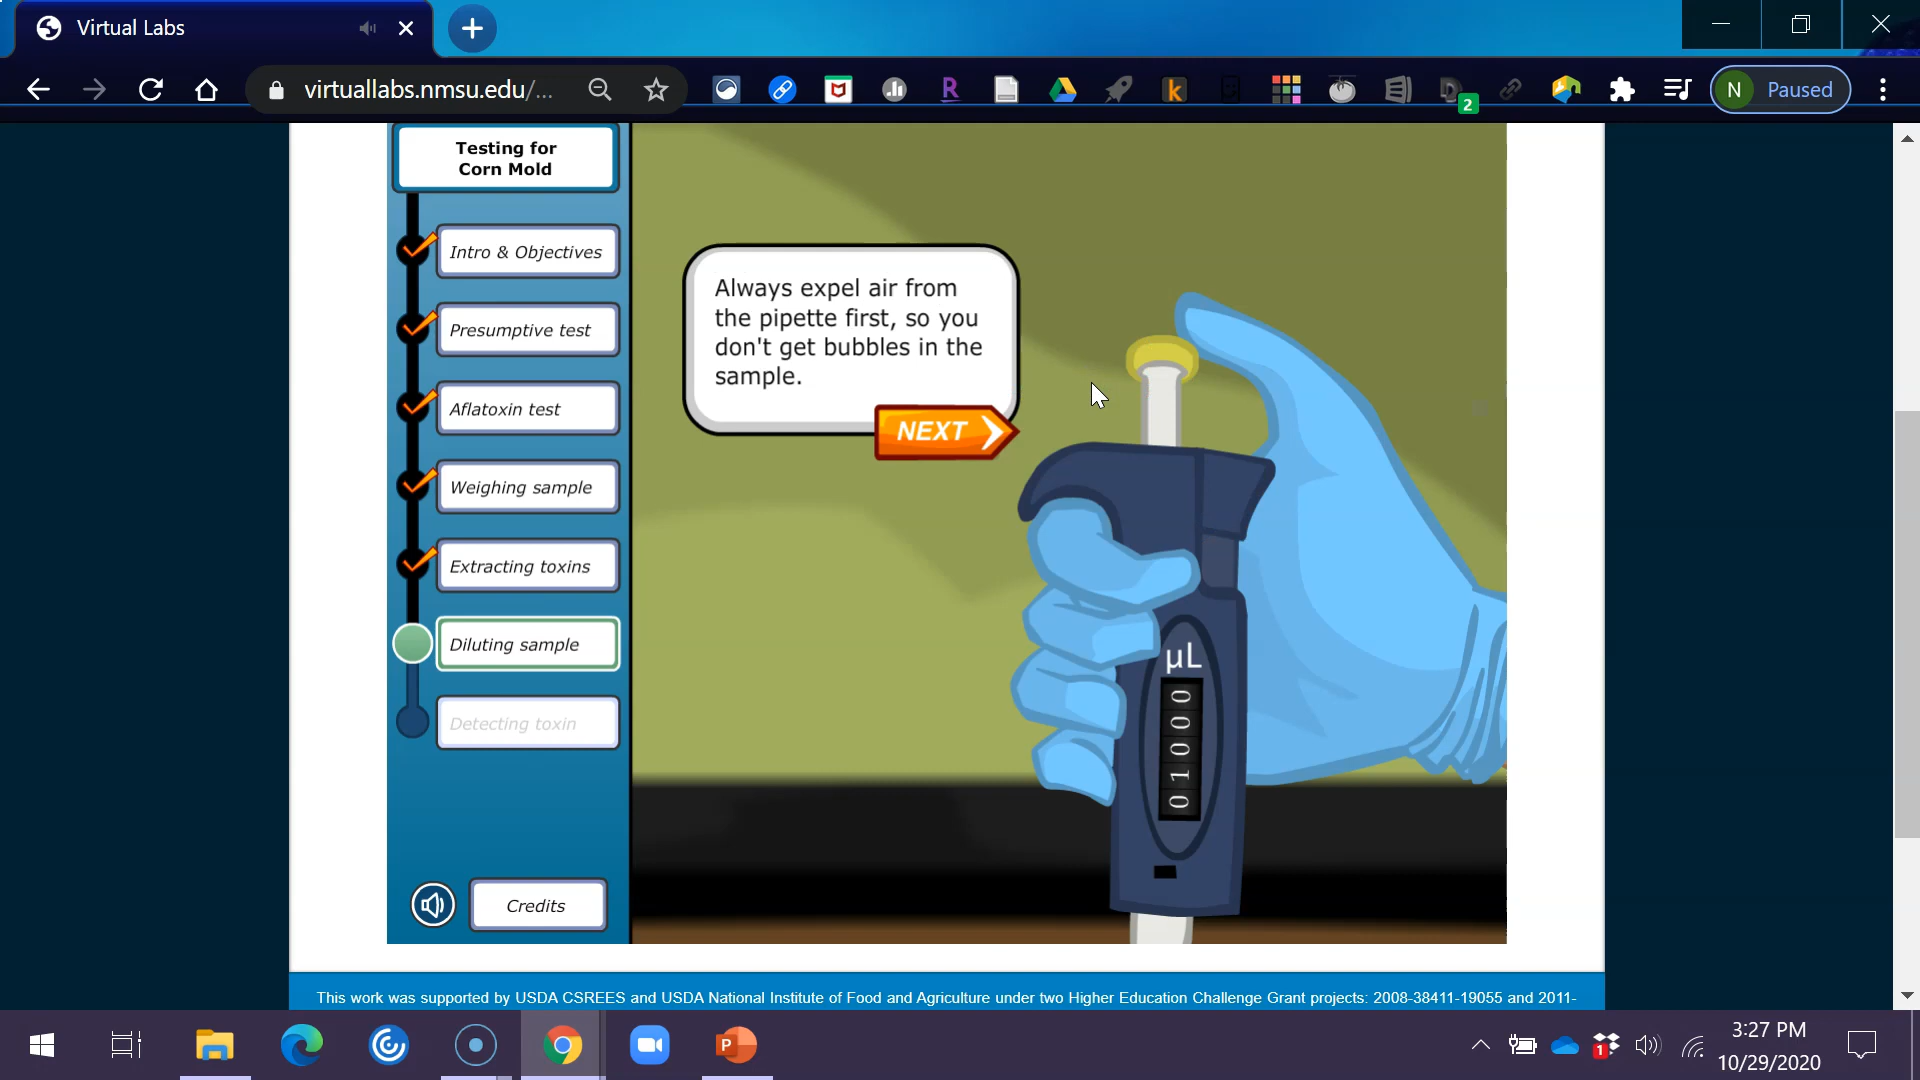 Virtual Labs
virtuallabs.nmsu.edu/...
2
N Paused
Testing for
Corn Mold
Intro & Objectives
Presumptive test
Aflatoxin test
Weighing sample
Extracting toxins
Diluting sample
Detecting toxin
Credits
Always expel air from
the pipette first, so you
don't get bubbles in the
sample.
NEXT
µL
01000
This work was supported by USDA CSREES and USDA National Institute of Food and Agriculture under two Higher Education Challenge Grant projects: 2008-38411-19055 and 2011-
1
3:27 PM
10/29/2020